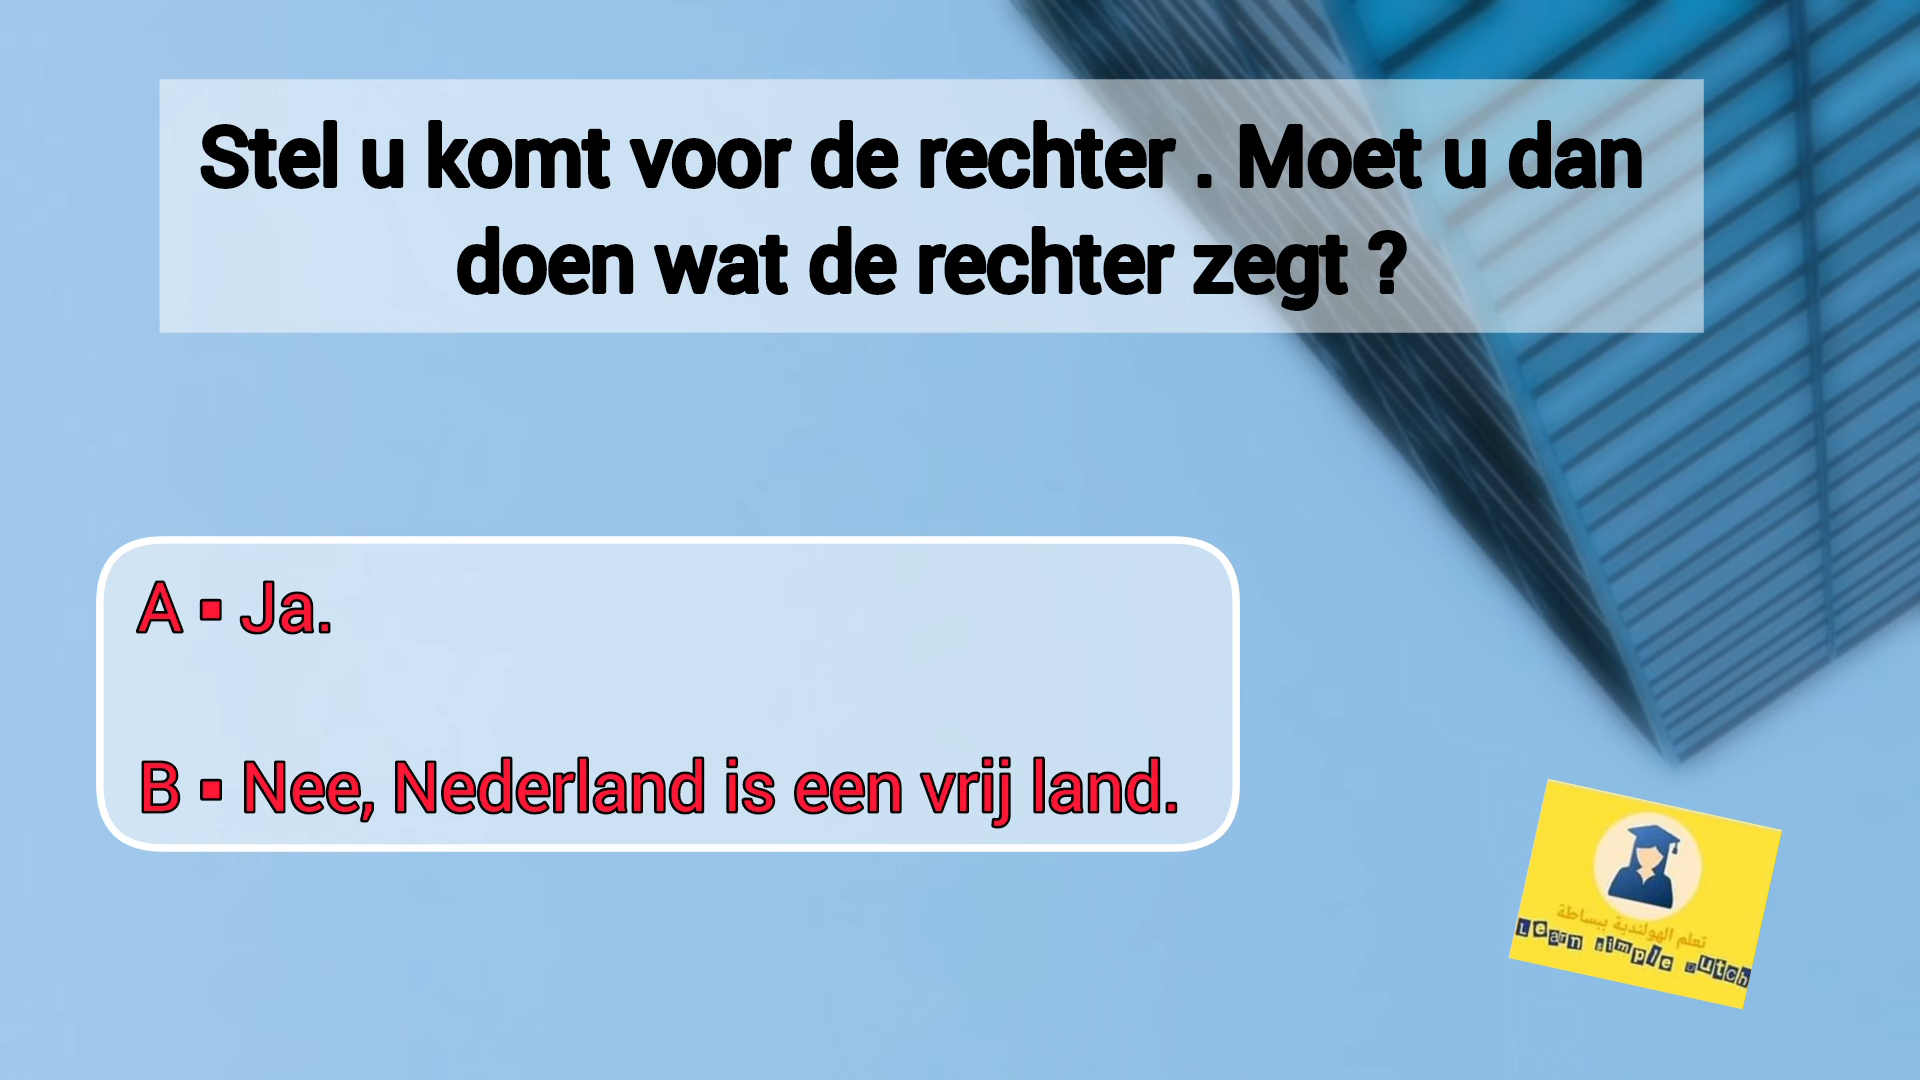 Stel u komt voor de rechter . Moet u dan
doen wat de rechter zegt ?
A ▪ Ja.
B ▪ Nee, Nederland is een vrij land.
تعلم الهولندية ببساطة
Learn simple Dutch